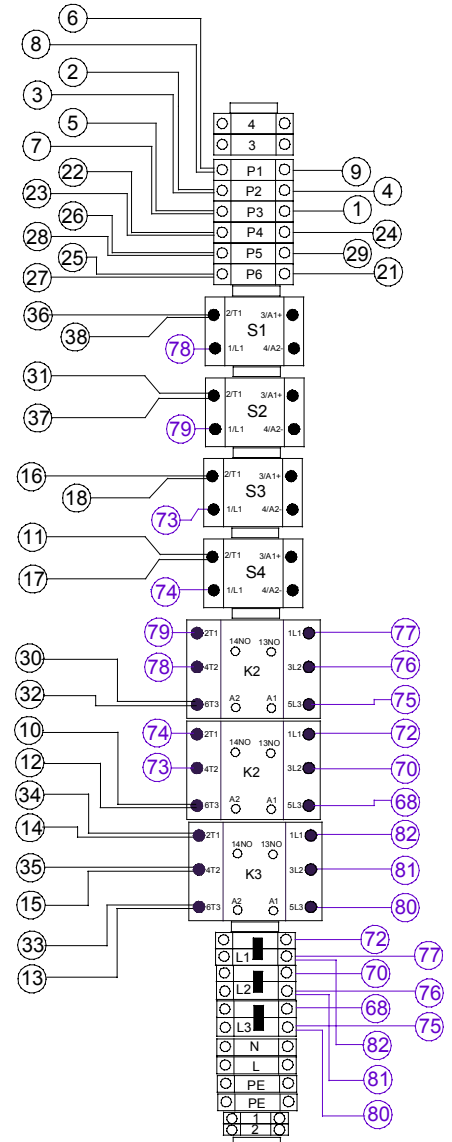 6
8
4
2
3
3
P1
9
5
P2
4
7
P3
1
22
P4
24
23
26
P5
29
28
25
P6
21
27
36
2/T1 3/A1+
S1
38
78
1/L1 4/A2-
31
2/T1 3/A1+
S2
37
79
1/L1 4/A2-
16
2/T1 3/A1+
S3
18
73
1/L1 4/A2-
11
2/T1 3/A1+
S4
17
74
1/L1 4/A2-
79 2T1 14NO 13NO 1L1 77
78 4T2 K2 3L2 76
30
32 6T3 A2 A1 5L3 75
74 2T1 14NO 13NO 1L1 72
73 4T2 K2 3L2 70
10
12 6T3 A2 A1 5L3 68
34
14 2T1 14NO 13NO 1L1 82
35
15 4T2 K3 3L2 81
33
13 6T3 A2 A1 5L3 80
72
L1 77
70
L2 76
68
L3 75
82
N
L
81
PE
PE
80
1
2